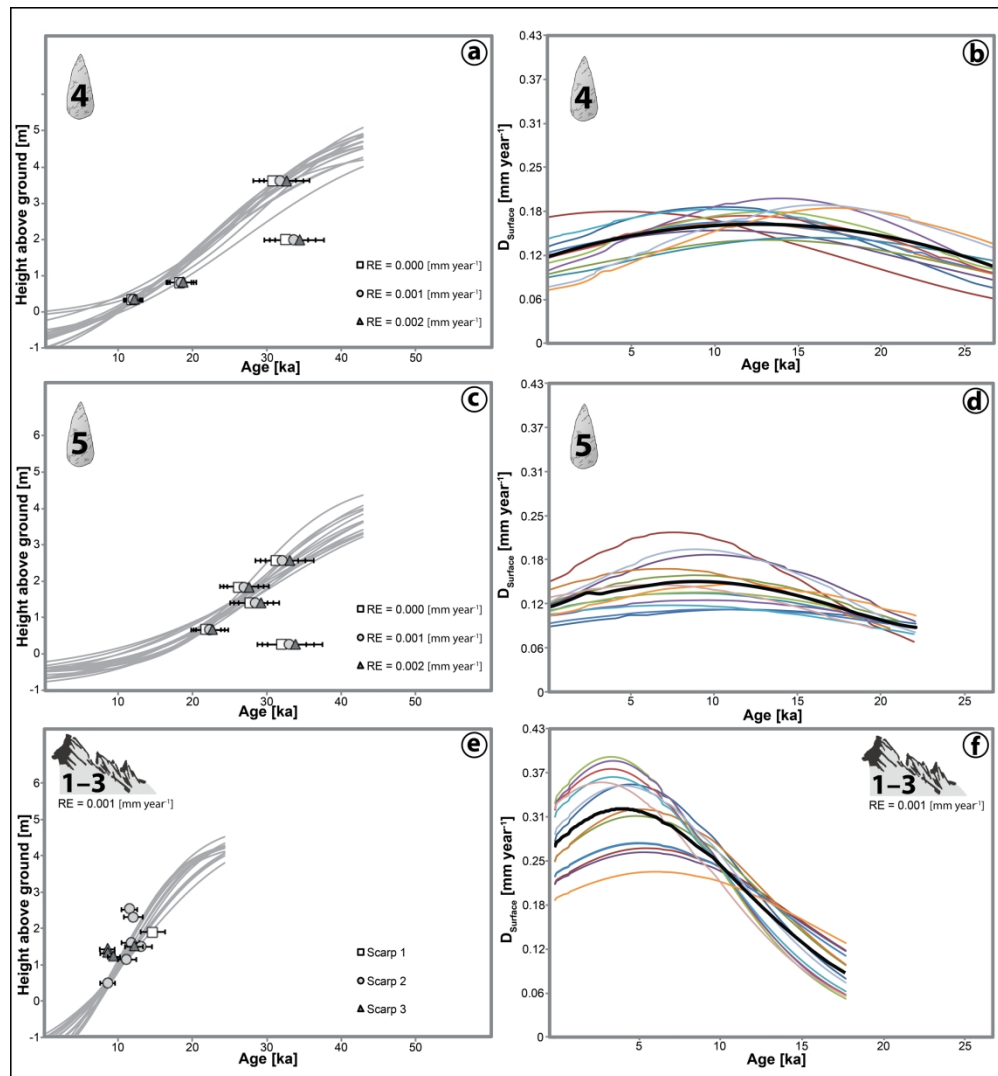 a
4
Height above ground [m]
5
4
3
2
1
0
-1
10
20
30
40
50
Age [ka]
RE = 0.000 [mm year⁻¹]
RE = 0.001 [mm year⁻¹]
RE = 0.002 [mm year⁻¹]
b
4
D_Surface [mm year⁻¹]
0.43
0.37
0.31
0.24
0.18
0.12
0.06
0
5
10
15
20
25
Age [ka]
c
5
Height above ground [m]
6
5
4
3
2
1
0
-1
10
20
30
40
50
Age [ka]
RE = 0.000 [mm year⁻¹]
RE = 0.001 [mm year⁻¹]
RE = 0.002 [mm year⁻¹]
d
5
D_Surface [mm year⁻¹]
0.43
0.37
0.31
0.24
0.18
0.12
0.06
0
5
10
15
20
25
Age [ka]
e
1–3
RE = 0.001 [mm year⁻¹]
Height above ground [m]
6
5
4
3
2
1
0
-1
10
20
30
40
50
Age [ka]
Scarp 1
Scarp 2
Scarp 3
f
1–3
RE = 0.001 [mm year⁻¹]
D_Surface [mm year⁻¹]
0.43
0.37
0.31
0.25
0.18
0.12
0.06
0
5
10
15
20
25
Age [ka]